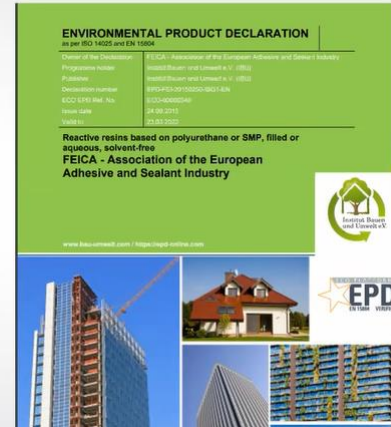 ENVIRONMENTAL PRODUCT DECLARATION
as per ISO 14025 and EN 15804
Owner of the Declaration FEICA - Association of the European Adhesive and Sealant Industry
Programme holder Institut Bauen und Umwelt e.V. (IBU)
Publisher Institut Bauen und Umwelt e.V. (IBU)
Declaration number
ECO EPD Ref. No.
Issue date
Valid to
Reactive resins based on polyurethane or SMP, filled or
aqueous, solvent-free
FEICA - Association of the European
Adhesive and Sealant Industry
www.bau-umwelt.com / https://epd-online.com
Institut Bauen
und Umwelt e.V.
EPD